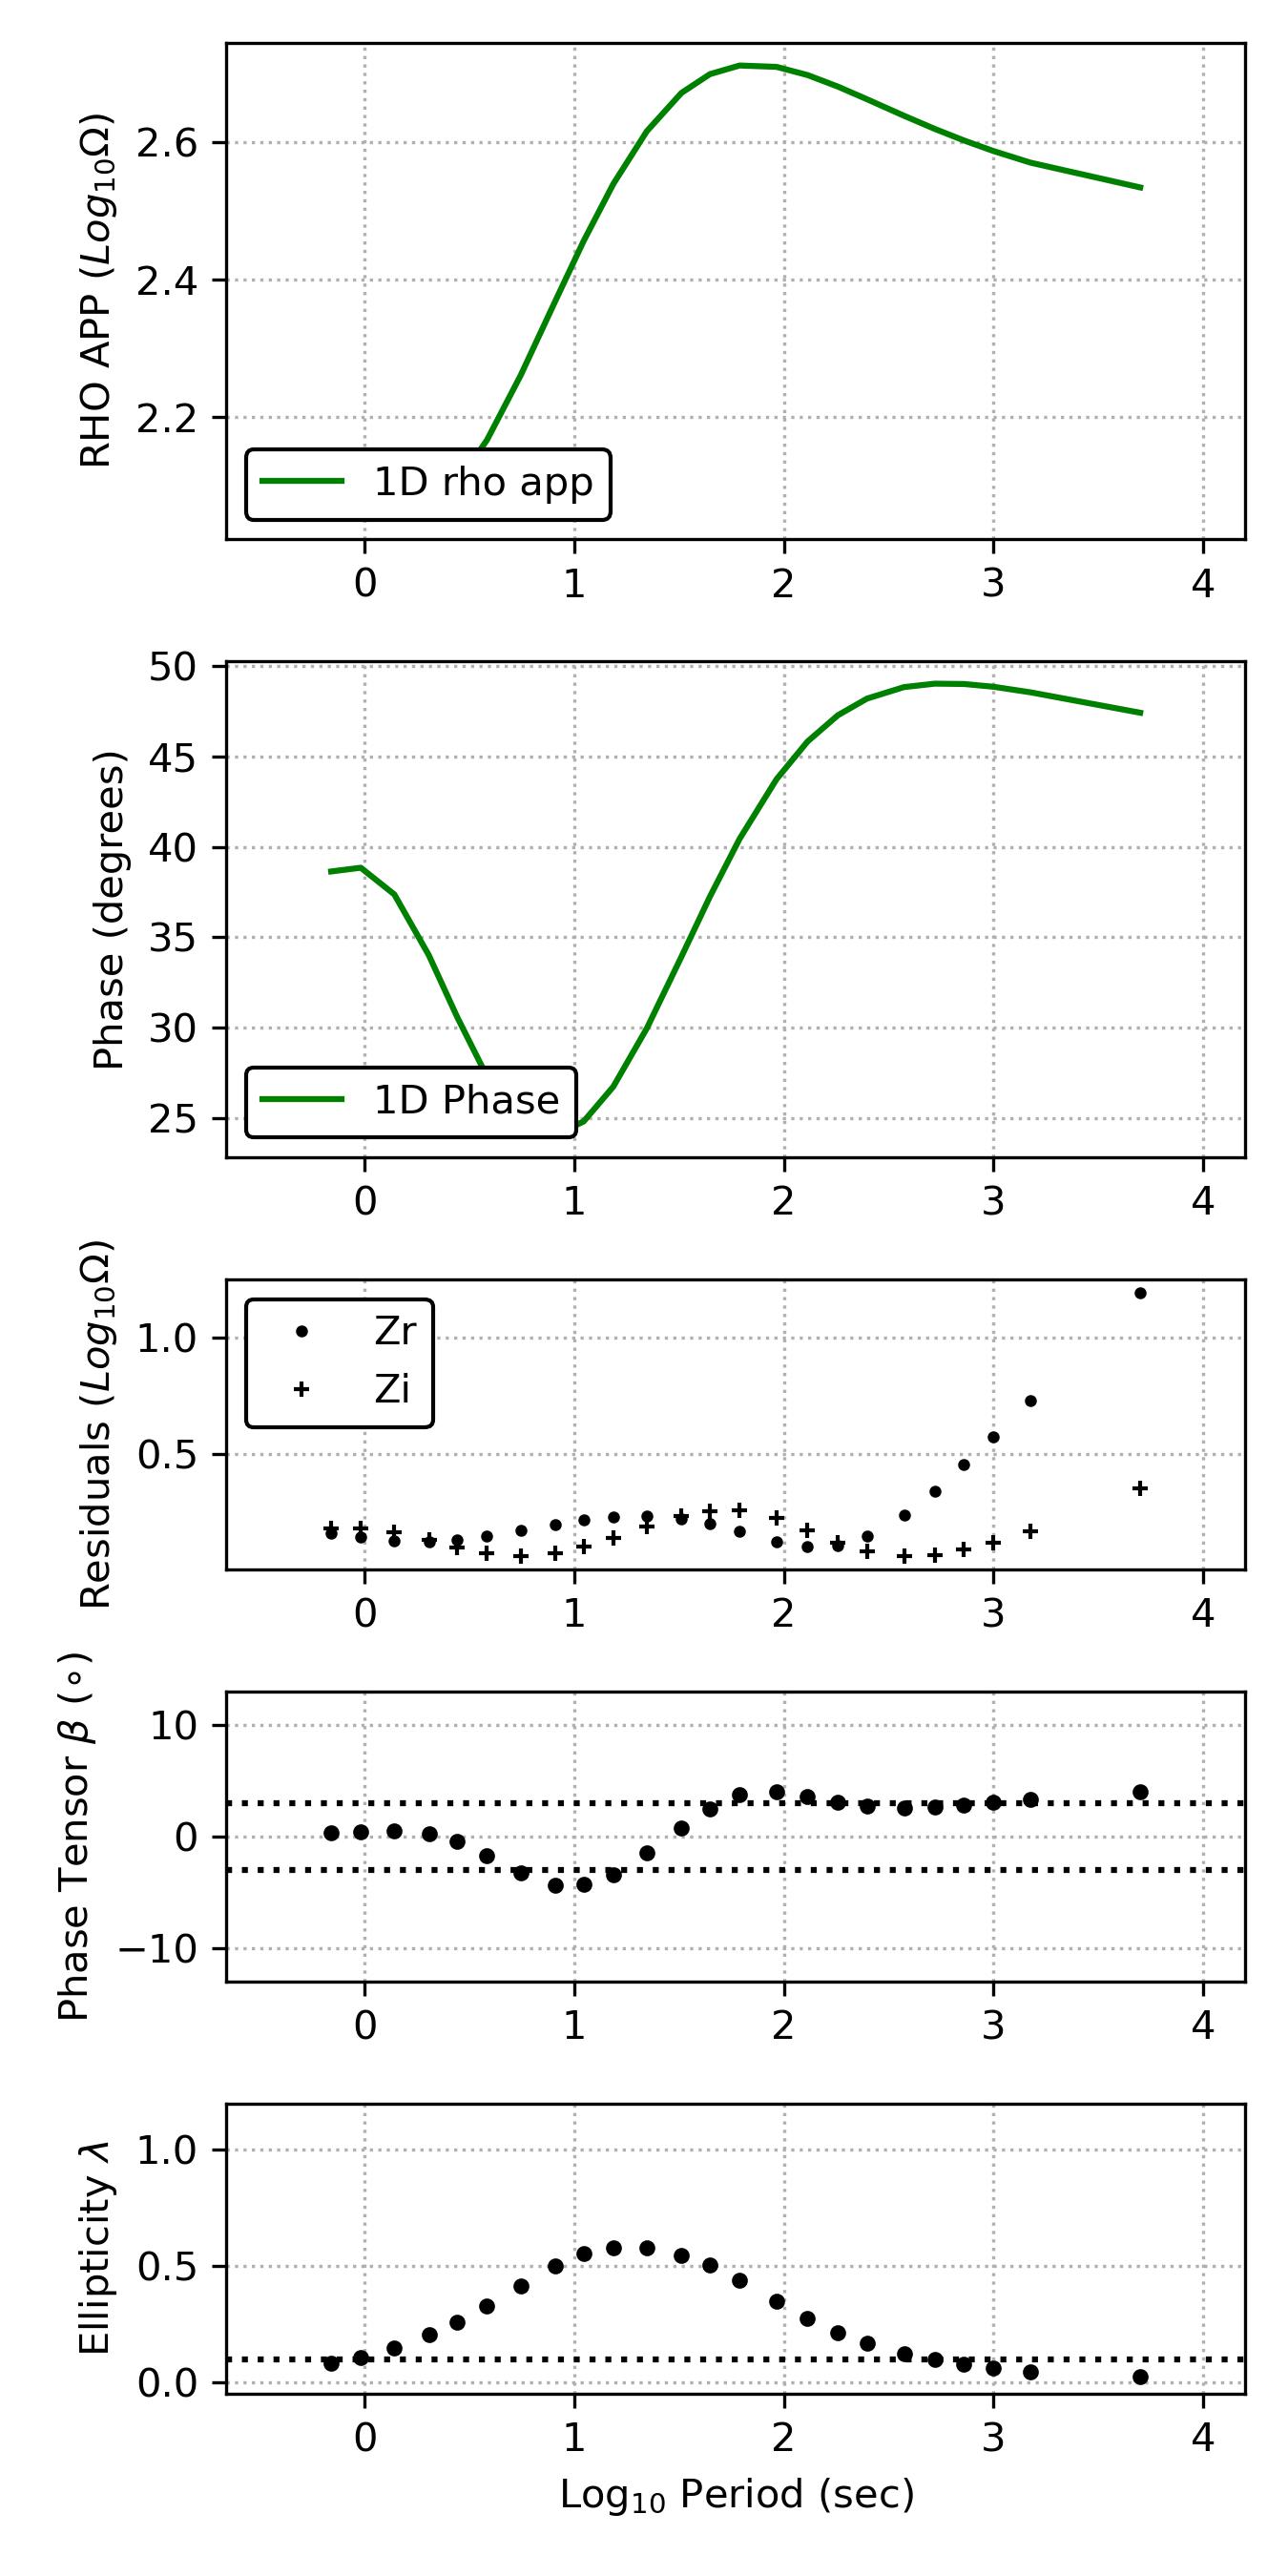 RHO APP (Log₁₀Ω)
2.6
2.4
2.2
1D rho app
0 1 2 3 4
Phase (degrees)
50
45
40
35
30
25
1D Phase
0 1 2 3 4
Residuals (Log₁₀Ω)
1.0
0.5
Zr
Zi
0 1 2 3 4
Phase Tensor β (∘)
10
0
−10
0 1 2 3 4
Ellipticity λ
1.0
0.5
0.0
0 1 2 3 4
Log₁₀ Period (sec)